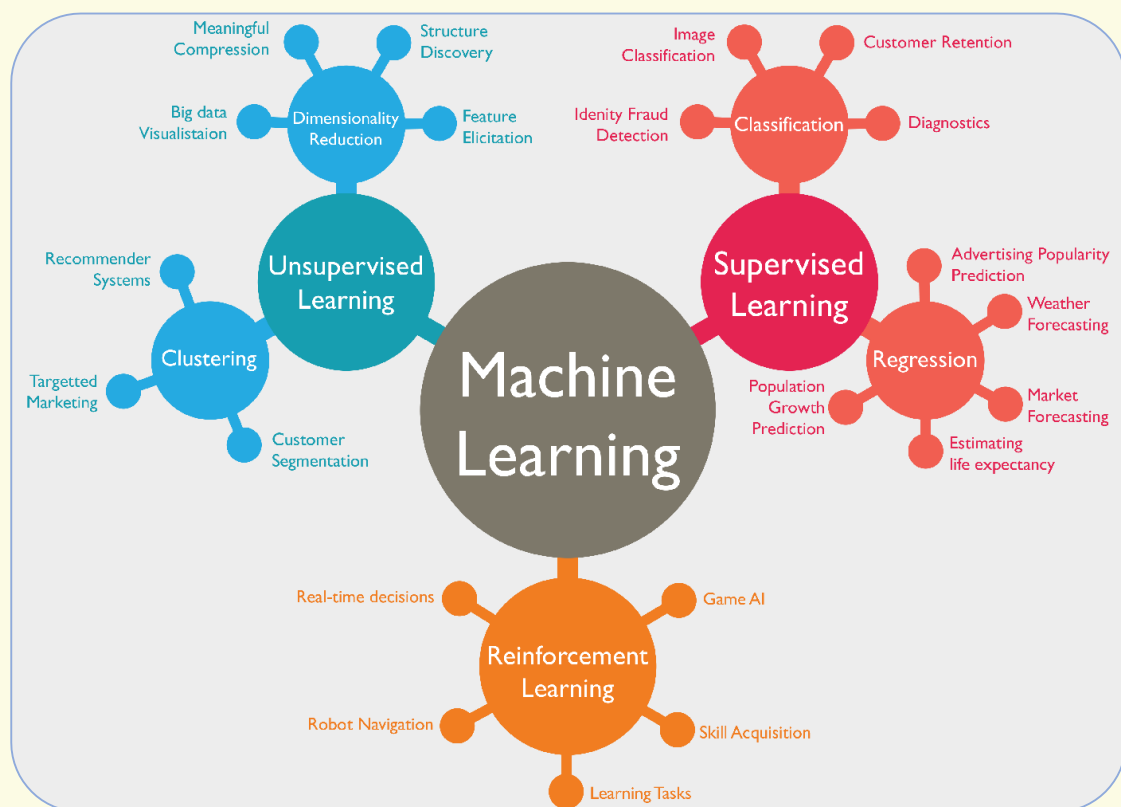 Meaningful
Compression
Structure
Discovery
Big data
Visualistaion
Dimensionality
Reduction
Feature
Elicitation
Image
Classification
Customer Retention
Idenity Fraud
Detection
Classification
Diagnostics
Unsupervised
Learning
Supervised
Learning
Recommender
Systems
Clustering
Targetted
Marketing
Customer
Segmentation
Advertising Popularity
Prediction
Weather
Forecasting
Regression
Population
Growth
Prediction
Market
Forecasting
Estimating
life expectancy
Machine
Learning
Real-time decisions
Game AI
Reinforcement
Learning
Robot Navigation
Skill Acquisition
Learning Tasks